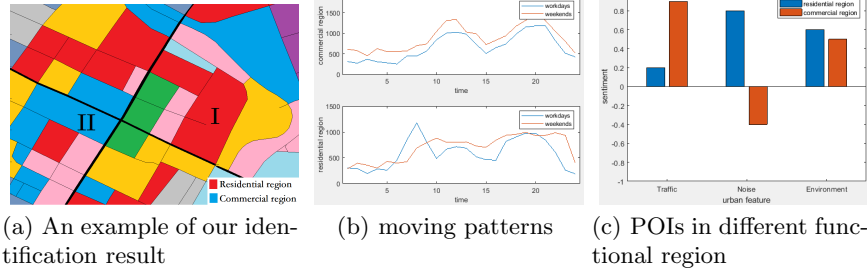 I
II
Residential region
Commercial region
(a) An example of our iden-
tification result
commercial region
1500
1000
500
0
5
10
15
20
time
workdays
weekends
residential region
1500
1000
500
0
5
10
15
20
time
workdays
weekends
(b) moving patterns
residential region
commercial region
sentiment
0.8
0.6
0.4
0.2
0
-0.2
-0.4
-0.6
-0.8
-1
Traffic
Noise
Environment
urban feature
(c) POIs in different func-
tional region